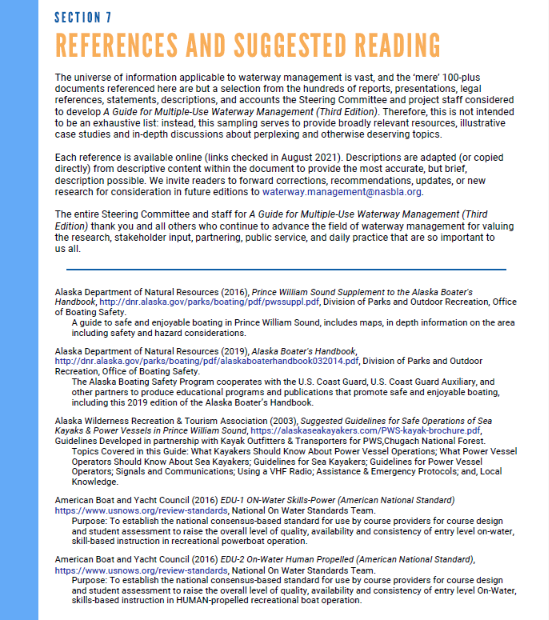 SECTION 7
REFERENCES AND SUGGESTED READING
The universe of information applicable to waterway management is vast, and the ‘mere’ 100-plus
documents referenced here are but a selection from the hundreds of reports, presentations, legal
references, statements, descriptions, and accounts the Steering Committee and project staff considered
to develop A Guide for Multiple-Use Waterway Management (Third Edition). Therefore, this is not intended
to be an exhaustive list: instead, this sampling serves to provide broadly relevant resources, illustrative
case studies and in-depth discussions about perplexing and otherwise deserving topics.
Each reference is available online (links checked in August 2021). Descriptions are adapted (or copied
directly) from descriptive content within the document to provide the most accurate, but brief,
description possible. We invite readers to forward corrections, recommendations, updates, or new
research for consideration in future editions to waterway.management@nasbla.org.
The entire Steering Committee and staff for A Guide for Multiple-Use Waterway Management (Third
Edition) thank you and all others who continue to advance the field of waterway management for valuing
the research, stakeholder input, partnering, public service, and daily practice that are so important to
us all.
Alaska Department of Natural Resources (2016), Prince William Sound Supplement to the Alaska Boater's
Handbook, http://dnr.alaska.gov/parks/boating/pdf/pwssuppl.pdf, Division of Parks and Outdoor Recreation, Office
of Boating Safety.
A guide to safe and enjoyable boating in Prince William Sound, includes maps, in depth information on the area
including safety and hazard considerations.
Alaska Department of Natural Resources (2019), Alaska Boater's Handbook,
http://dnr.alaska.gov/parks/boating/pdf/alaskaboaterhandbook032014.pdf, Division of Parks and Outdoor
Recreation, Office of Boating Safety.
The Alaska Boating Safety Program cooperates with the U.S. Coast Guard, U.S. Coast Guard Auxiliary, and
other partners to produce educational programs and publications that promote safe and enjoyable boating,
including this 2019 edition of the Alaska Boater's Handbook.
Alaska Wilderness Recreation & Tourism Association (2003), Suggested Guidelines for Safe Operations of Sea
Kayaks & Power Vessels in Prince William Sound, https://alaskaseakayakers.com/PWS-kayak-brochure.pdf,
Guidelines Developed in partnership with Kayak Outfitters & Transporters for PWS,Chugach National Forest.
Topics Covered in this Guide: What Kayakers Should Know About Power Vessel Operations; What Power Vessel
Operators Should Know About Sea Kayakers; Guidelines for Sea Kayakers; Guidelines for Power Vessel
Operators; Signals and Communications; Using a VHF Radio; Assistance & Emergency Protocols; and, Local
Knowledge.
American Boat and Yacht Council (2016) EDU-1 ON-Water Skills-Power (American National Standard)
https://www.usnows.org/review-standards, National On Water Standards Team.
Purpose: To establish the national consensus-based standard for use by course providers for course design
and student assessment to raise the overall level of quality, availability and consistency of entry level on-water,
skill-based instruction in recreational powerboat operation.
American Boat and Yacht Council (2016) EDU-2 On-Water Human Propelled (American National Standard),
https://www.usnows.org/review-standards, National On Water Standards Team.
Purpose: To establish the national consensus-based standard for use by course providers for course design
and student assessment to raise the overall level of quality, availability and consistency of entry level On-Water,
skills-based instruction in HUMAN-propelled recreational boat operation.